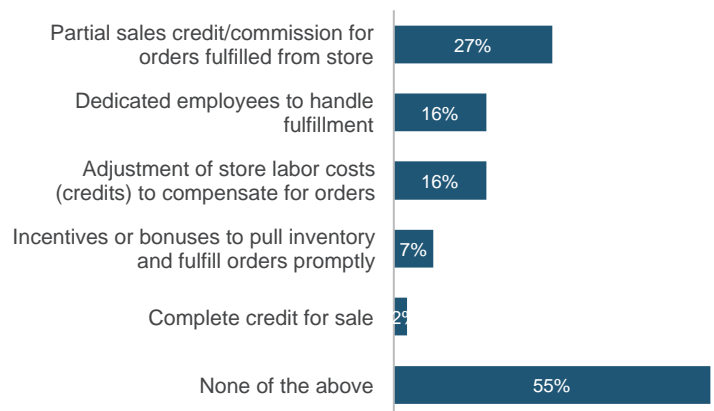 Partial sales credit/commission for
orders fulfilled from store
27%
Dedicated employees to handle
fulfillment
16%
Adjustment of store labor costs
(credits) to compensate for orders
16%
Incentives or bonuses to pull inventory
and fulfill orders promptly
7%
Complete credit for sale
2%
None of the above
55%